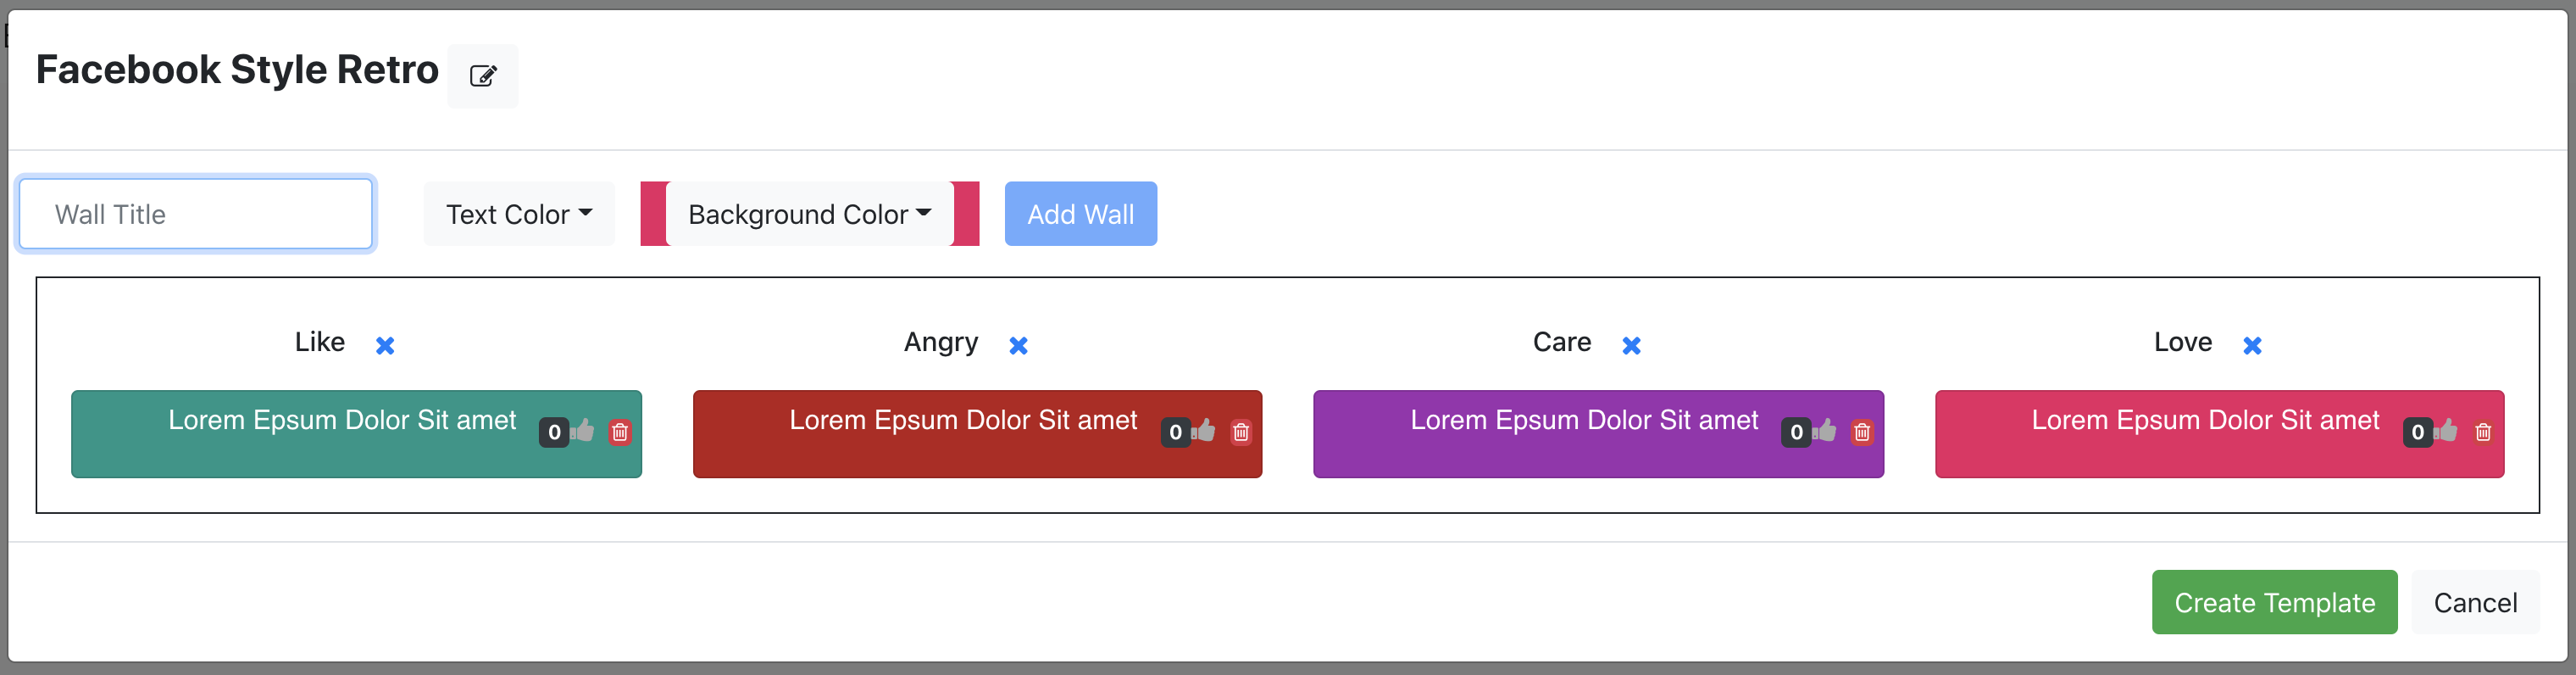 Facebook Style Retro
Wall Title
Text Color
Background Color
Add Wall
Like
Angry
Care
Love
Lorem Epsum Dolor Sit amet 0
Lorem Epsum Dolor Sit amet 0
Lorem Epsum Dolor Sit amet 0
Lorem Epsum Dolor Sit amet 0
Create Template
Cancel